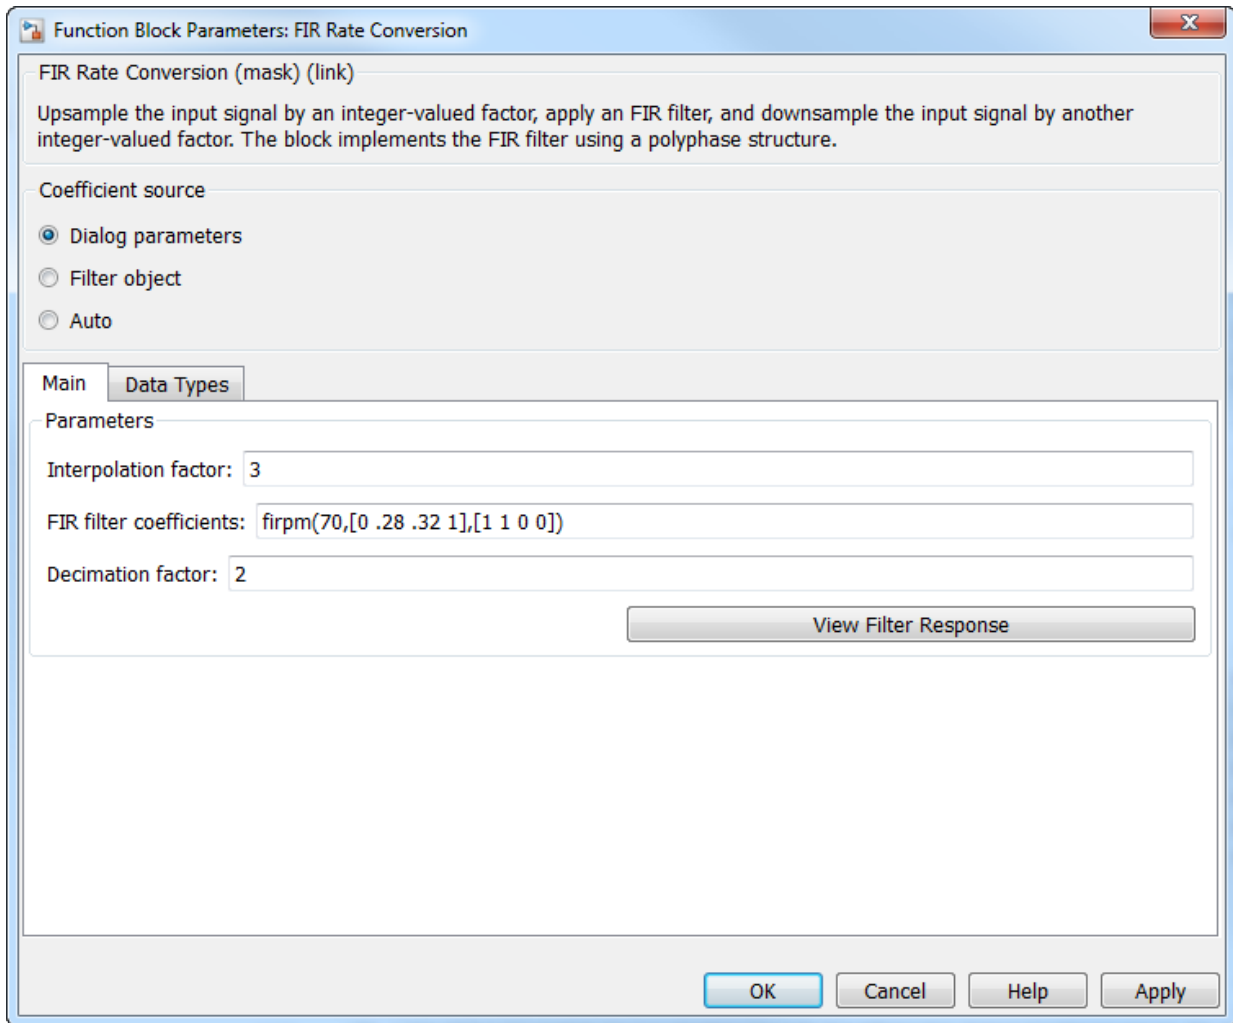 Function Block Parameters: FIR Rate Conversion
X
FIR Rate Conversion (mask) (link)
Upsample the input signal by an integer-valued factor, apply an FIR filter, and downsample the input signal by another
integer-valued factor. The block implements the FIR filter using a polyphase structure.
Coefficient source
Dialog parameters
Filter object
Auto
Main Data Types
Parameters
Interpolation factor: 3
FIR filter coefficients: firpm(70,[0 .28 .32 1],[1 1 0 0])
Decimation factor: 2
View Filter Response
OK Cancel Help Apply